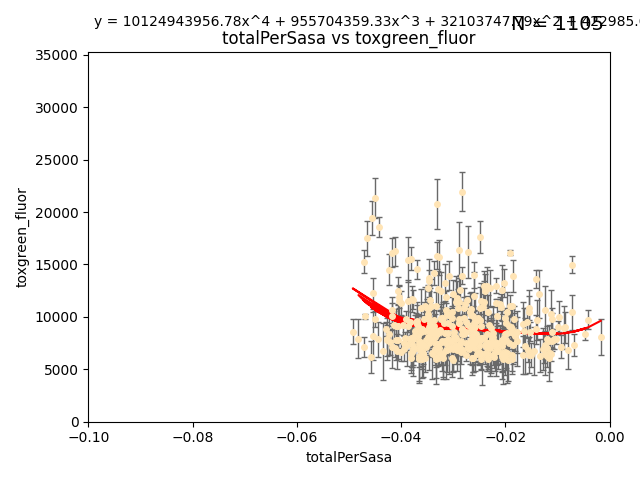 y = 10124943956.78x^4 + 955704359.33x^3 +
N = 1105
totalPerSasa vs toxgreen_fluor
35000
30000
25000
20000
15000
10000
5000
0
toxgreen_fluor
−0.10
−0.08
−0.06
−0.04
−0.02
0.00
totalPerSasa